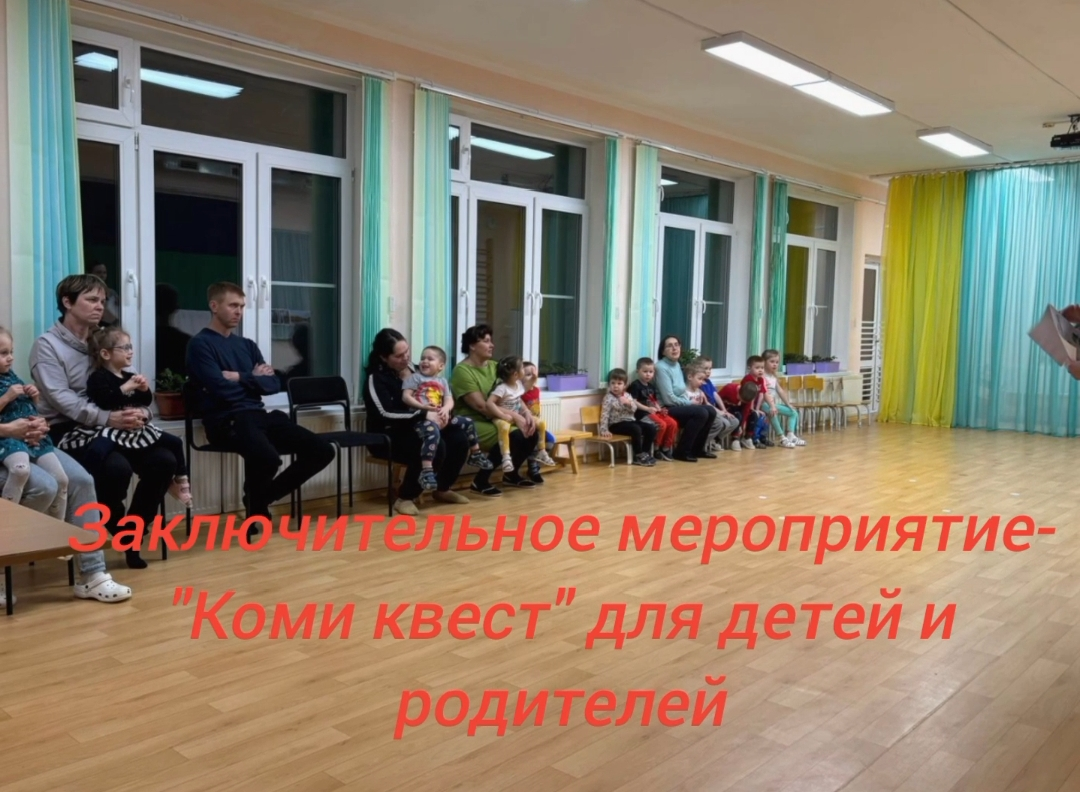 Заключительное мероприятие-
"Коми квест" для детей и
родителей